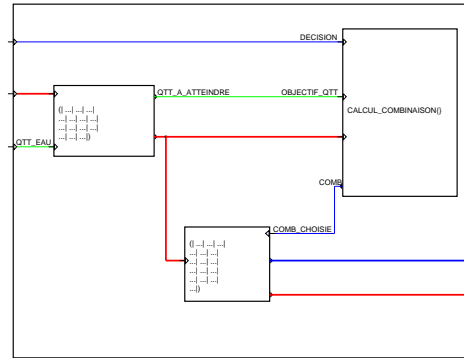 DECISION
QTT_A_ATTEINDRE
OBJECTIF_QTT
(| ...| ...| ...|
...| ...| ...| ...|
...| ...| ...| ...|
...| ...| ...|)
CALCUL_COMBINAISON()
QTT_EAU
COMB
COMB_CHOISIE
(| ...| ...| ...|
...| ...| ...|
...| ...| ...|
...| ...| ...|
...| ...| ...|
...|)